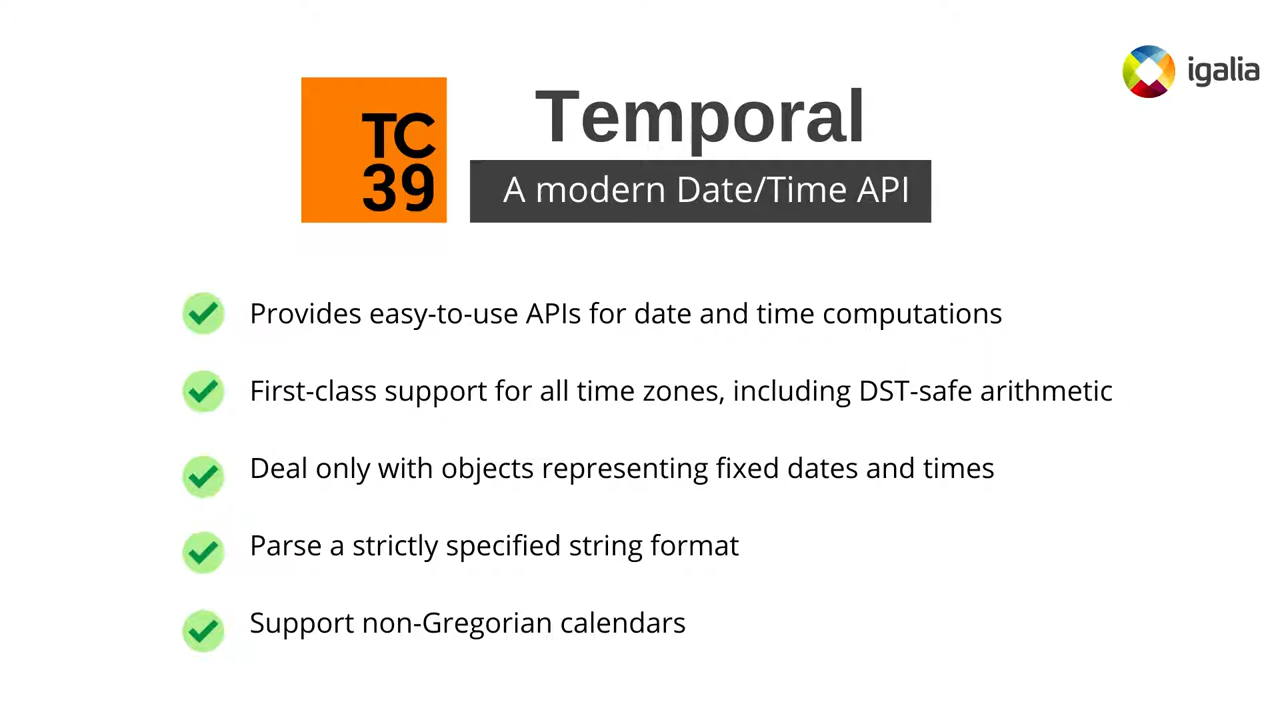 igalia
TC
39
Temporal
A modern Date/Time API
Provides easy-to-use APIs for date and time computations
First-class support for all time zones, including DST-safe arithmetic
Deal only with objects representing fixed dates and times
Parse a strictly specified string format
Support non-Gregorian calendars